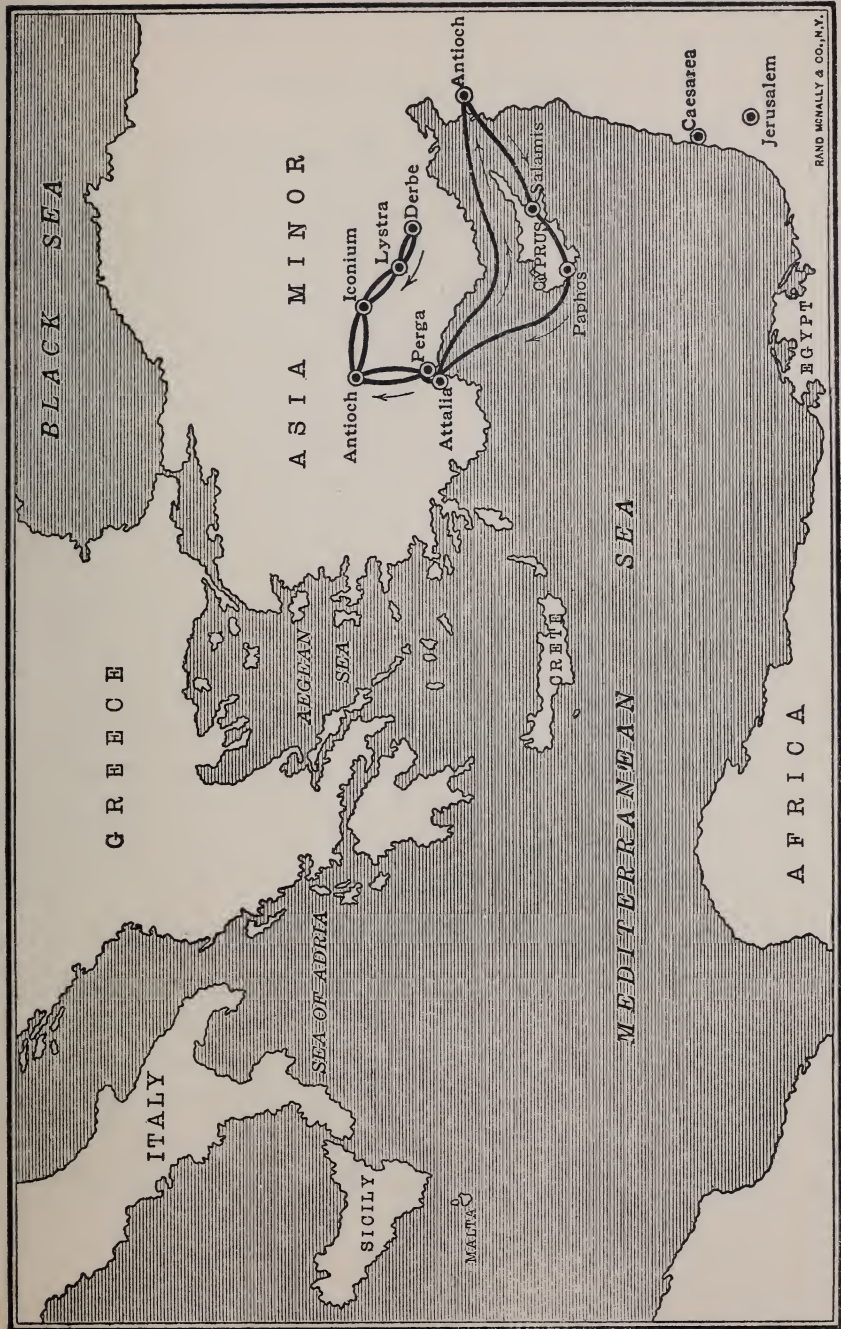 BLACK SEA
GREECE
ITALY
ASIA MINOR
AEGEAN
SEA
SEA OF ADRIA
SICILY
MALTA
CRETE
MEDITERRANEAN SEA
AFRICA
EGYPT
Antioch
Iconium
Lystra
Derbe
Perga
Attalia
Antioch
Salamis
CYPRUS
Paphos
Caesarea
Jerusalem
RAND MCNALLY & CO., N.Y.